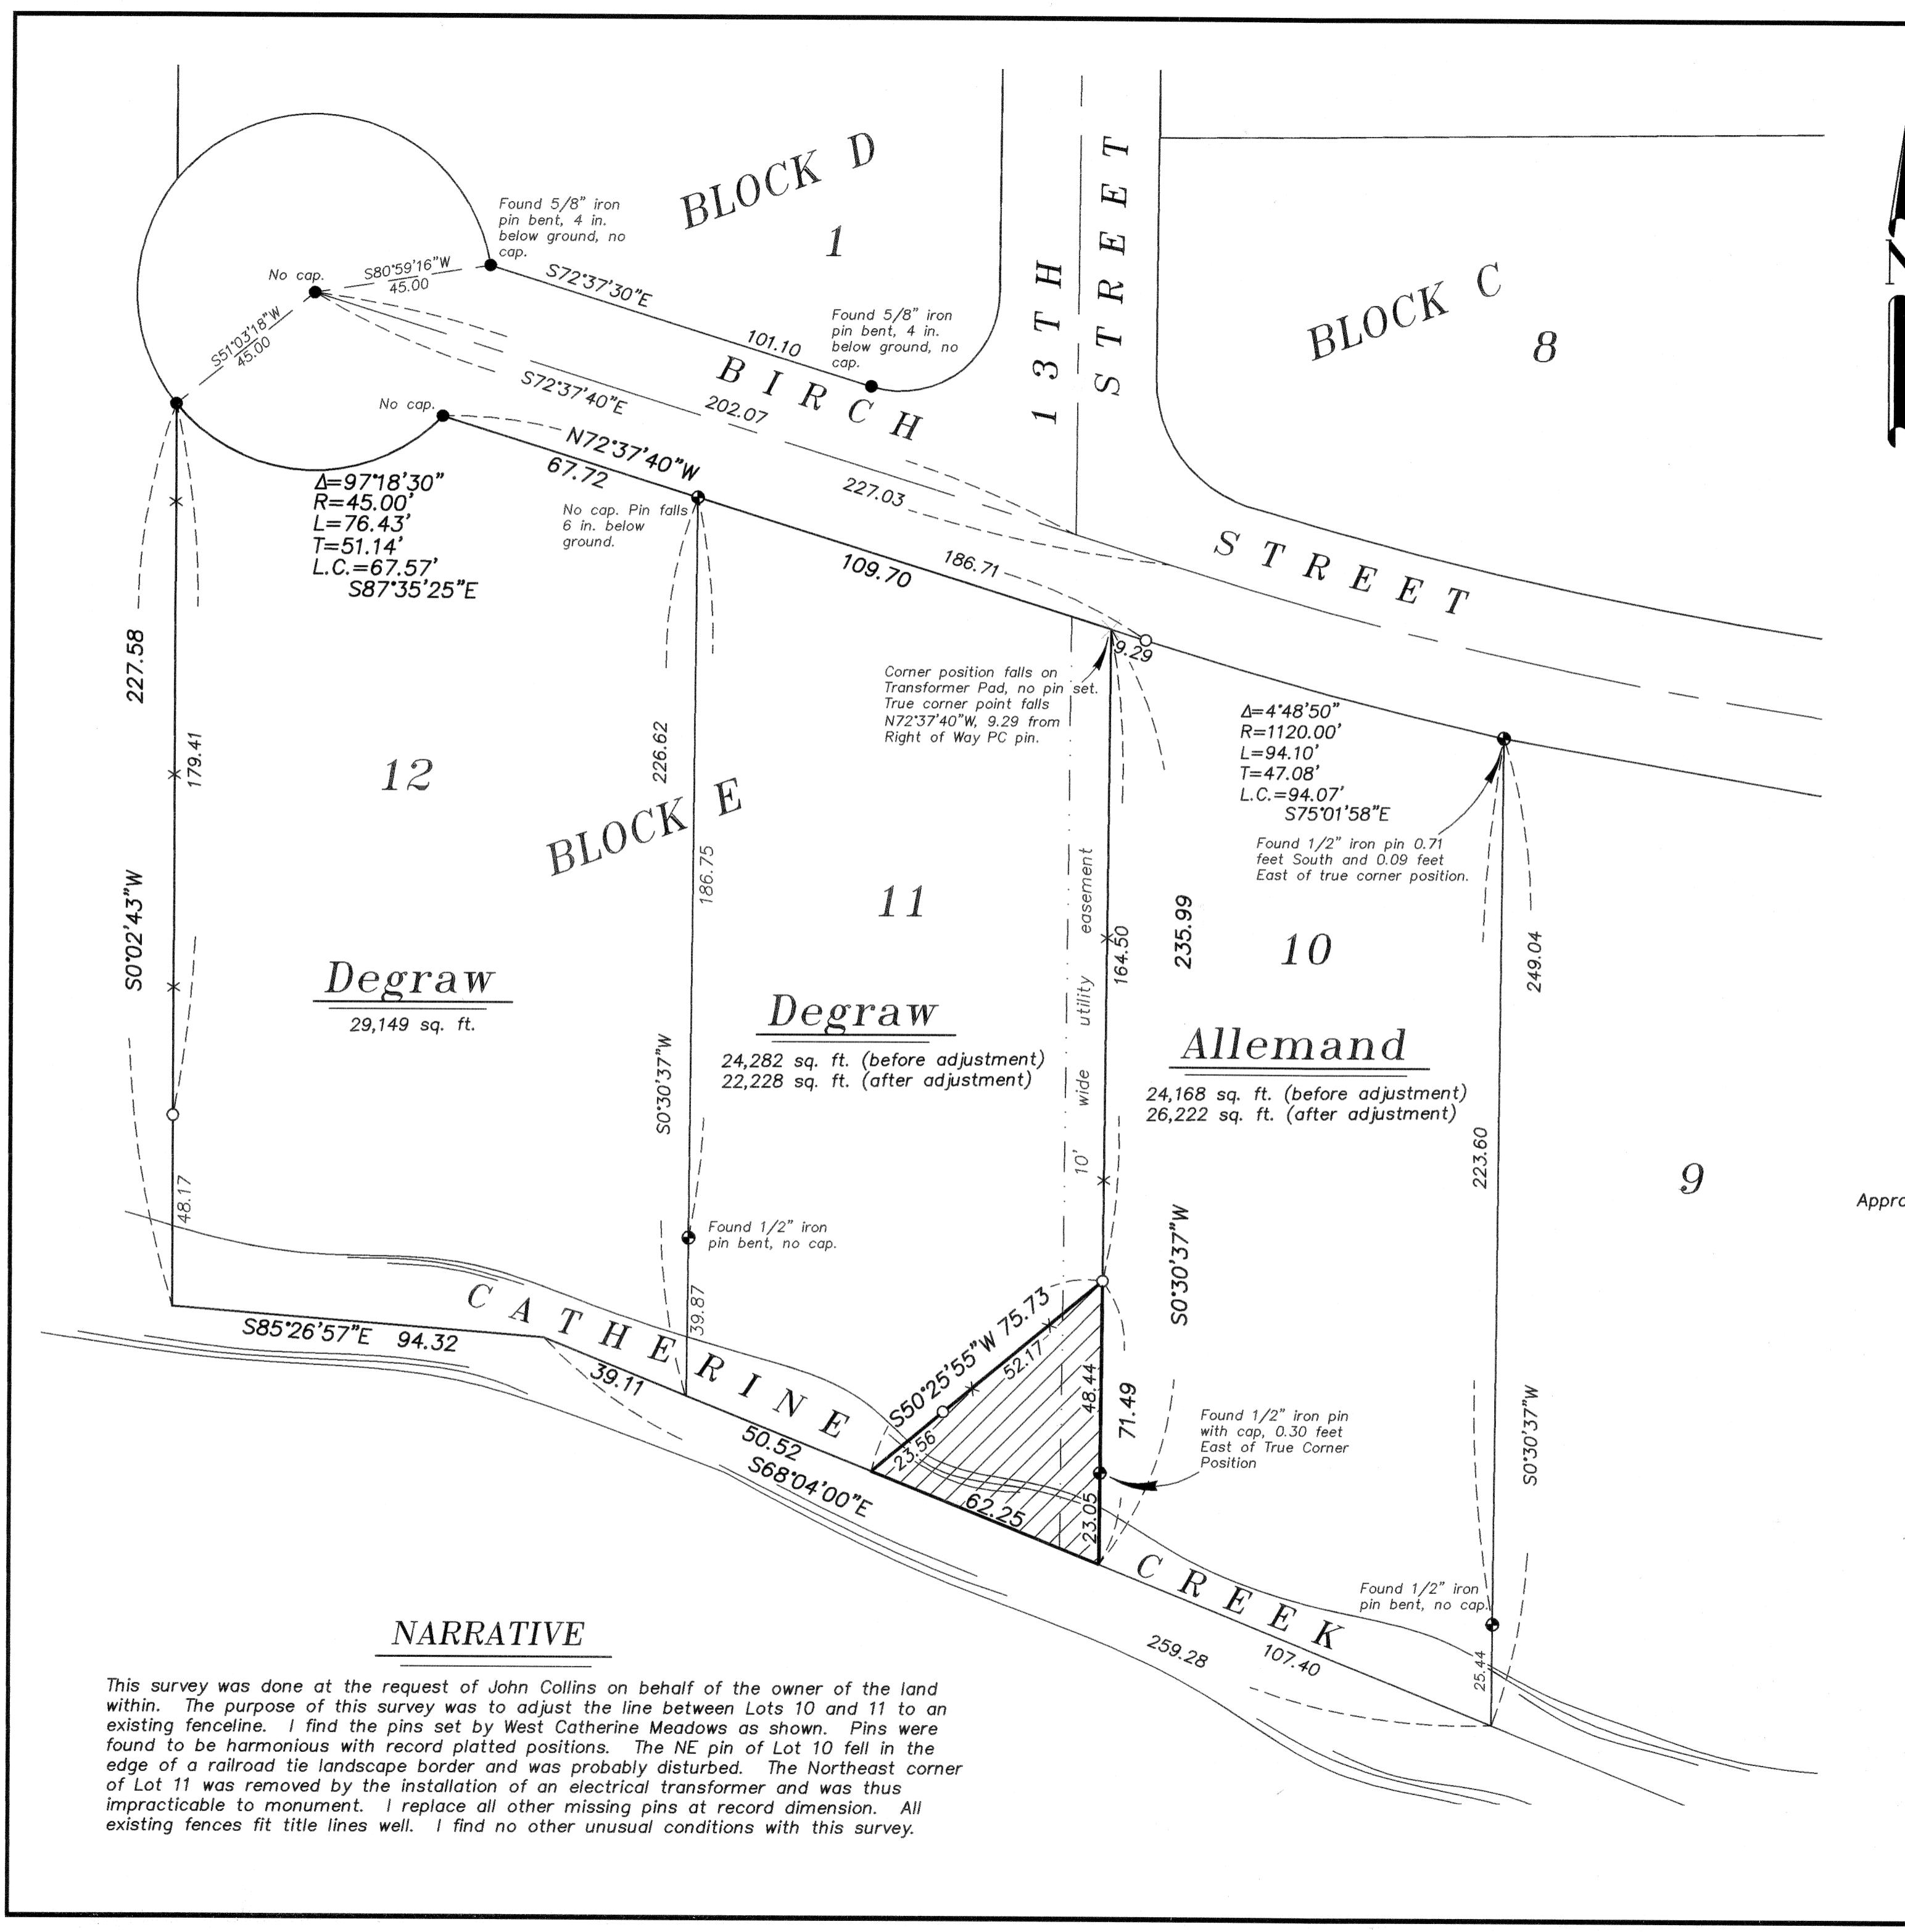 BLOCK D
1
Found 5/8" iron
pin bent, 4 in.
below ground, no
cap.
No cap.
S80°59'16"W
45.00
S51°03'18"W
45.00
S72°37'30"E
101.10
Found 5/8" iron
pin bent, 4 in.
below ground, no
cap.
13TH
STREET
BLOCK C
8
N
BIRCH
STREET
S72°37'40"E
202.07
227.03
No cap.
N72°37'40"W
67.72
109.70
186.71
9.29
Δ=97°18'30"
R=45.00'
L=76.43'
T=51.14'
L.C.=67.57'
S87°35'25"E
No cap. Pin falls
6 in. below
ground.
Corner position falls on
Transformer Pad, no pin set.
True corner point falls
N72°37'40"W, 9.29 from
Right of Way PC pin.
Δ=4°48'50"
R=1120.00'
L=94.10'
T=47.08'
L.C.=94.07'
S75°01'58"E
Found 1/2" iron pin 0.71
feet South and 0.09 feet
East of true corner position.
227.58
179.41
S0°02'43"W
48.17
12
BLOCK E
Degraw
29,149 sq. ft.
226.62
186.75
S0°30'37"W
39.87
Found 1/2" iron
pin bent, no cap.
11
Degraw
24,282 sq. ft. (before adjustment)
22,228 sq. ft. (after adjustment)
10' wide utility easement
164.50
235.99
S0°30'37"W
10
Allemand
24,168 sq. ft. (before adjustment)
26,222 sq. ft. (after adjustment)
249.04
223.60
S0°30'37"W
25.44
9
Appro
CATHERINE
CREEK
S85°26'57"E 94.32
39.11
50.52
S68°04'00"E
S50°25'55"W 75.73
52.17
23.56
48.44
71.49
23.05
62.25
Found 1/2" iron pin
with cap, 0.30 feet
East of True Corner
Position
Found 1/2" iron
pin bent, no cap.
259.28
107.40
NARRATIVE
This survey was done at the request of John Collins on behalf of the owner of the land
within. The purpose of this survey was to adjust the line between Lots 10 and 11 to an
existing fenceline. I find the pins set by West Catherine Meadows as shown. Pins were
found to be harmonious with record platted positions. The NE pin of Lot 10 fell in the
edge of a railroad tie landscape border and was probably disturbed. The Northeast corner
of Lot 11 was removed by the installation of an electrical transformer and was thus
impracticable to monument. I replace all other missing pins at record dimension. All
existing fences fit title lines well. I find no other unusual conditions with this survey.